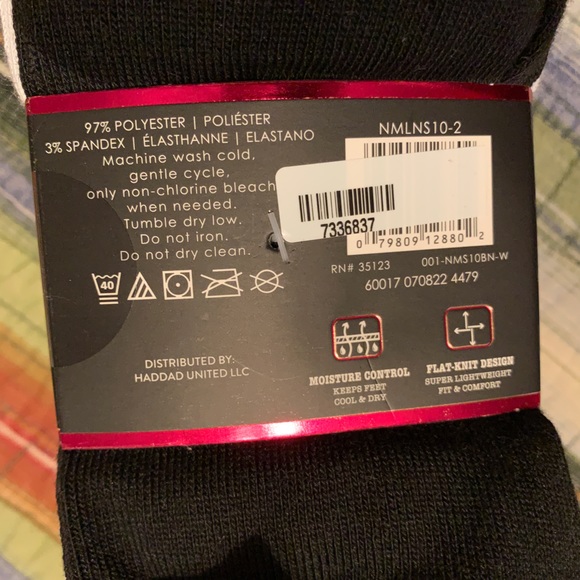 97% POLYESTER | POLIÉSTER
3% SPANDEX | ÉLASTHANNE | ELASTANO
Machine wash cold,
gentle cycle,
only non-chlorine bleach
when needed.
Tumble dry low.
Do not iron.
Do not dry clean.
40
DISTRIBUTED BY:
HADDAD UNITED LLC
NMLNS10-2
7336837
0 79809 12880 2
RN# 35123 001-NMS10BN-W
60017 070822 4479
MOISTURE CONTROL
KEEPS FEET
COOL & DRY
FLAT-KNIT DESIGN
SUPER LIGHTWEIGHT
FIT & COMFORT